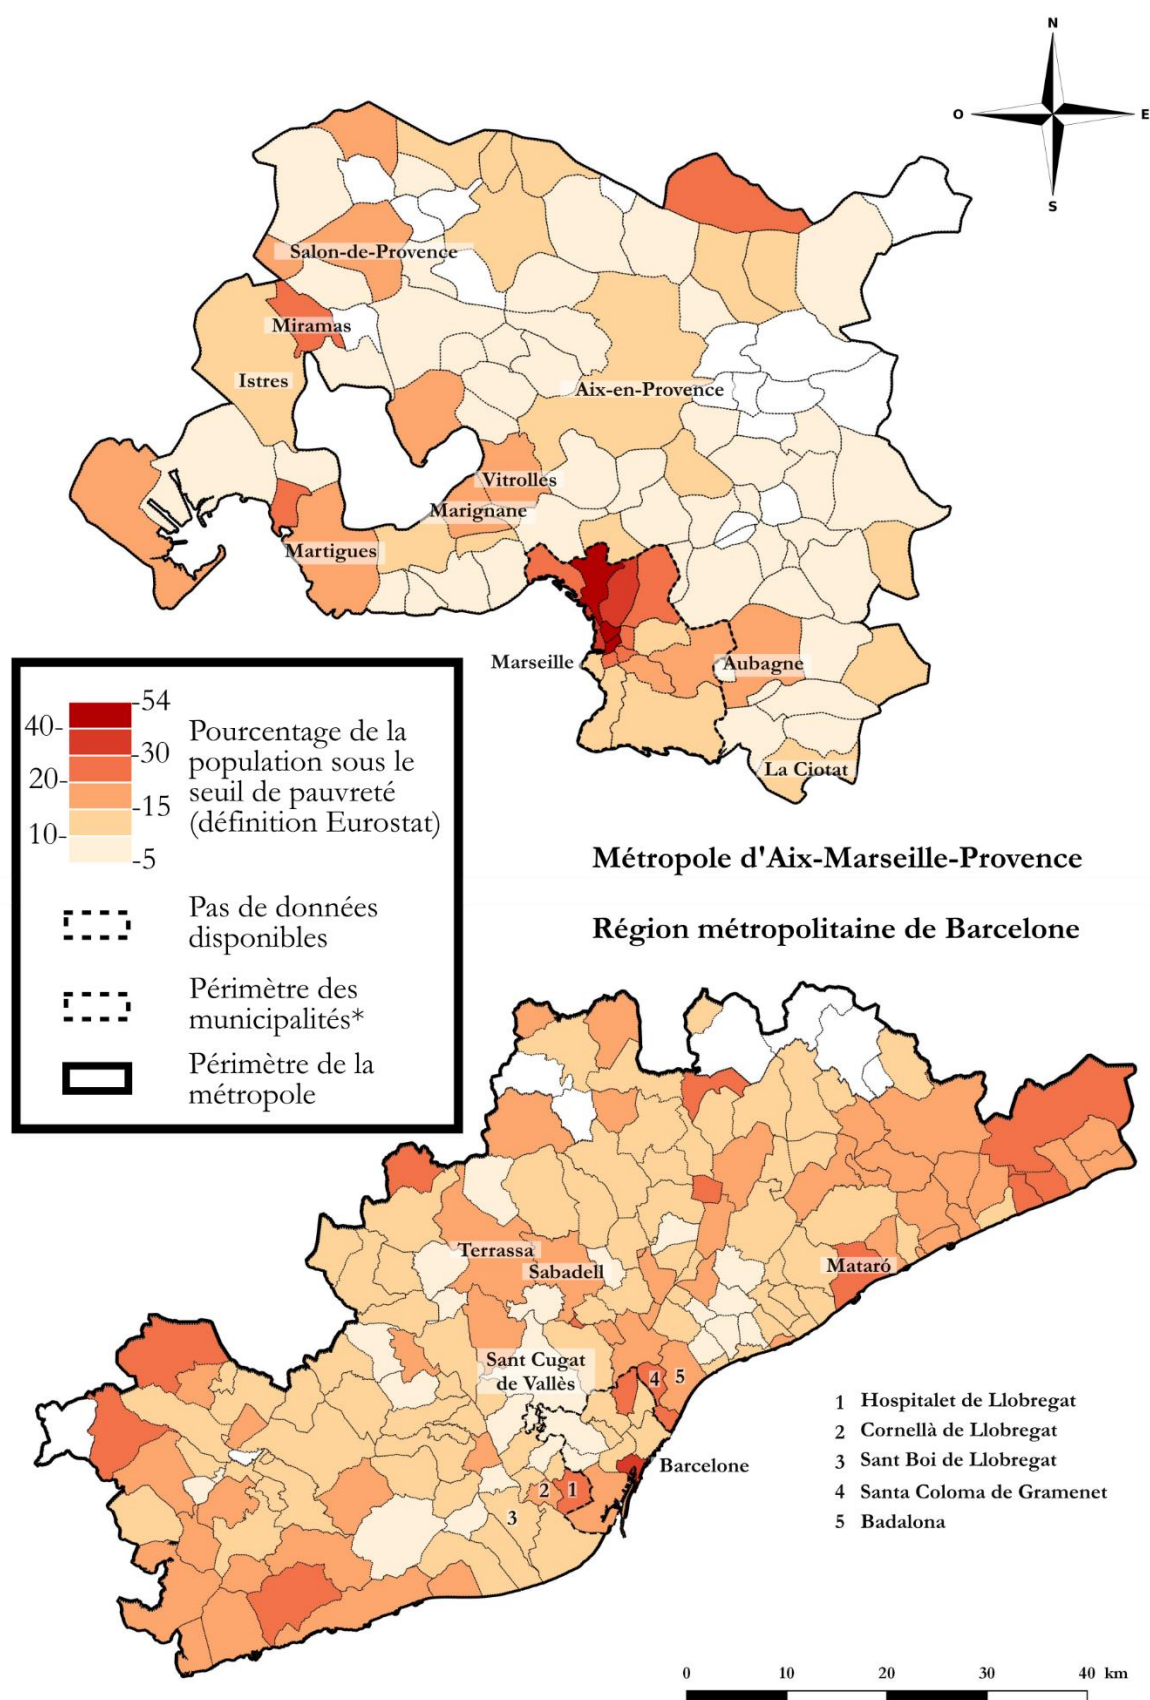 N
O
E
S
Salon-de-Provence
Miramas
Istres
Aix-en-Provence
Vitrolles
Marignane
Martigues
Marseille
Aubagne
La Ciotat
54
40-
-30
20-
-15
10-
-5
Pourcentage de la
population sous le
seuil de pauvreté
(définition Eurostat)
Pas de données
disponibles
Périmètre des
municipalités*
Périmètre de la
métropole
Métropole d'Aix-Marseille-Provence
Région métropolitaine de Barcelone
Terrassa
Sabadell
Mataró
Sant Cugat
de Vallès
4
5
Barcelone
2
1
3
1 Hospitalet de Llobregat
2 Cornellà de Llobregat
3 Sant Boi de Llobregat
4 Santa Coloma de Gramenet
5 Badalona
0 10 20 30 40 km